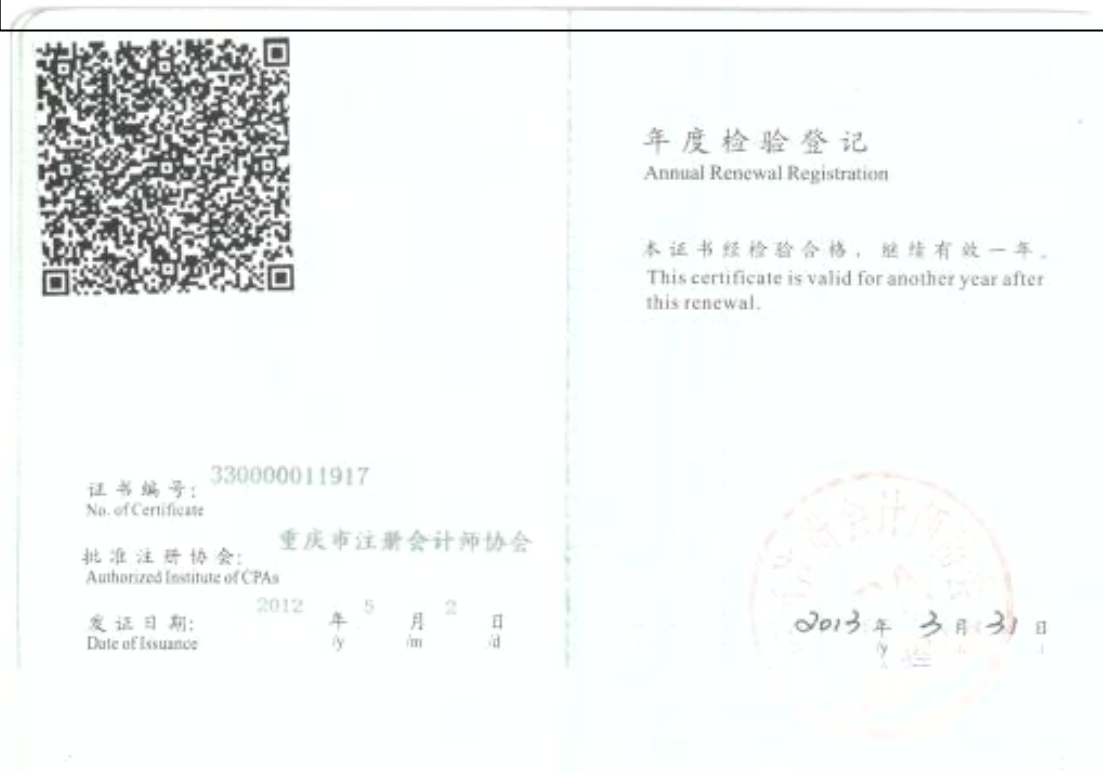 证书编号: 330000011917
No. of Certificate
批准注册协会: 重庆市注册会计师协会
Authorized Institute of CPAs
发证日期: 2012 年 5 月 2 日
Date of Issuance /y /m /d
年度检验登记
Annual Renewal Registration
本证书经检验合格,继续有效一年。
This certificate is valid for another year after
this renewal.
2013 年 3 月 31 日
/y